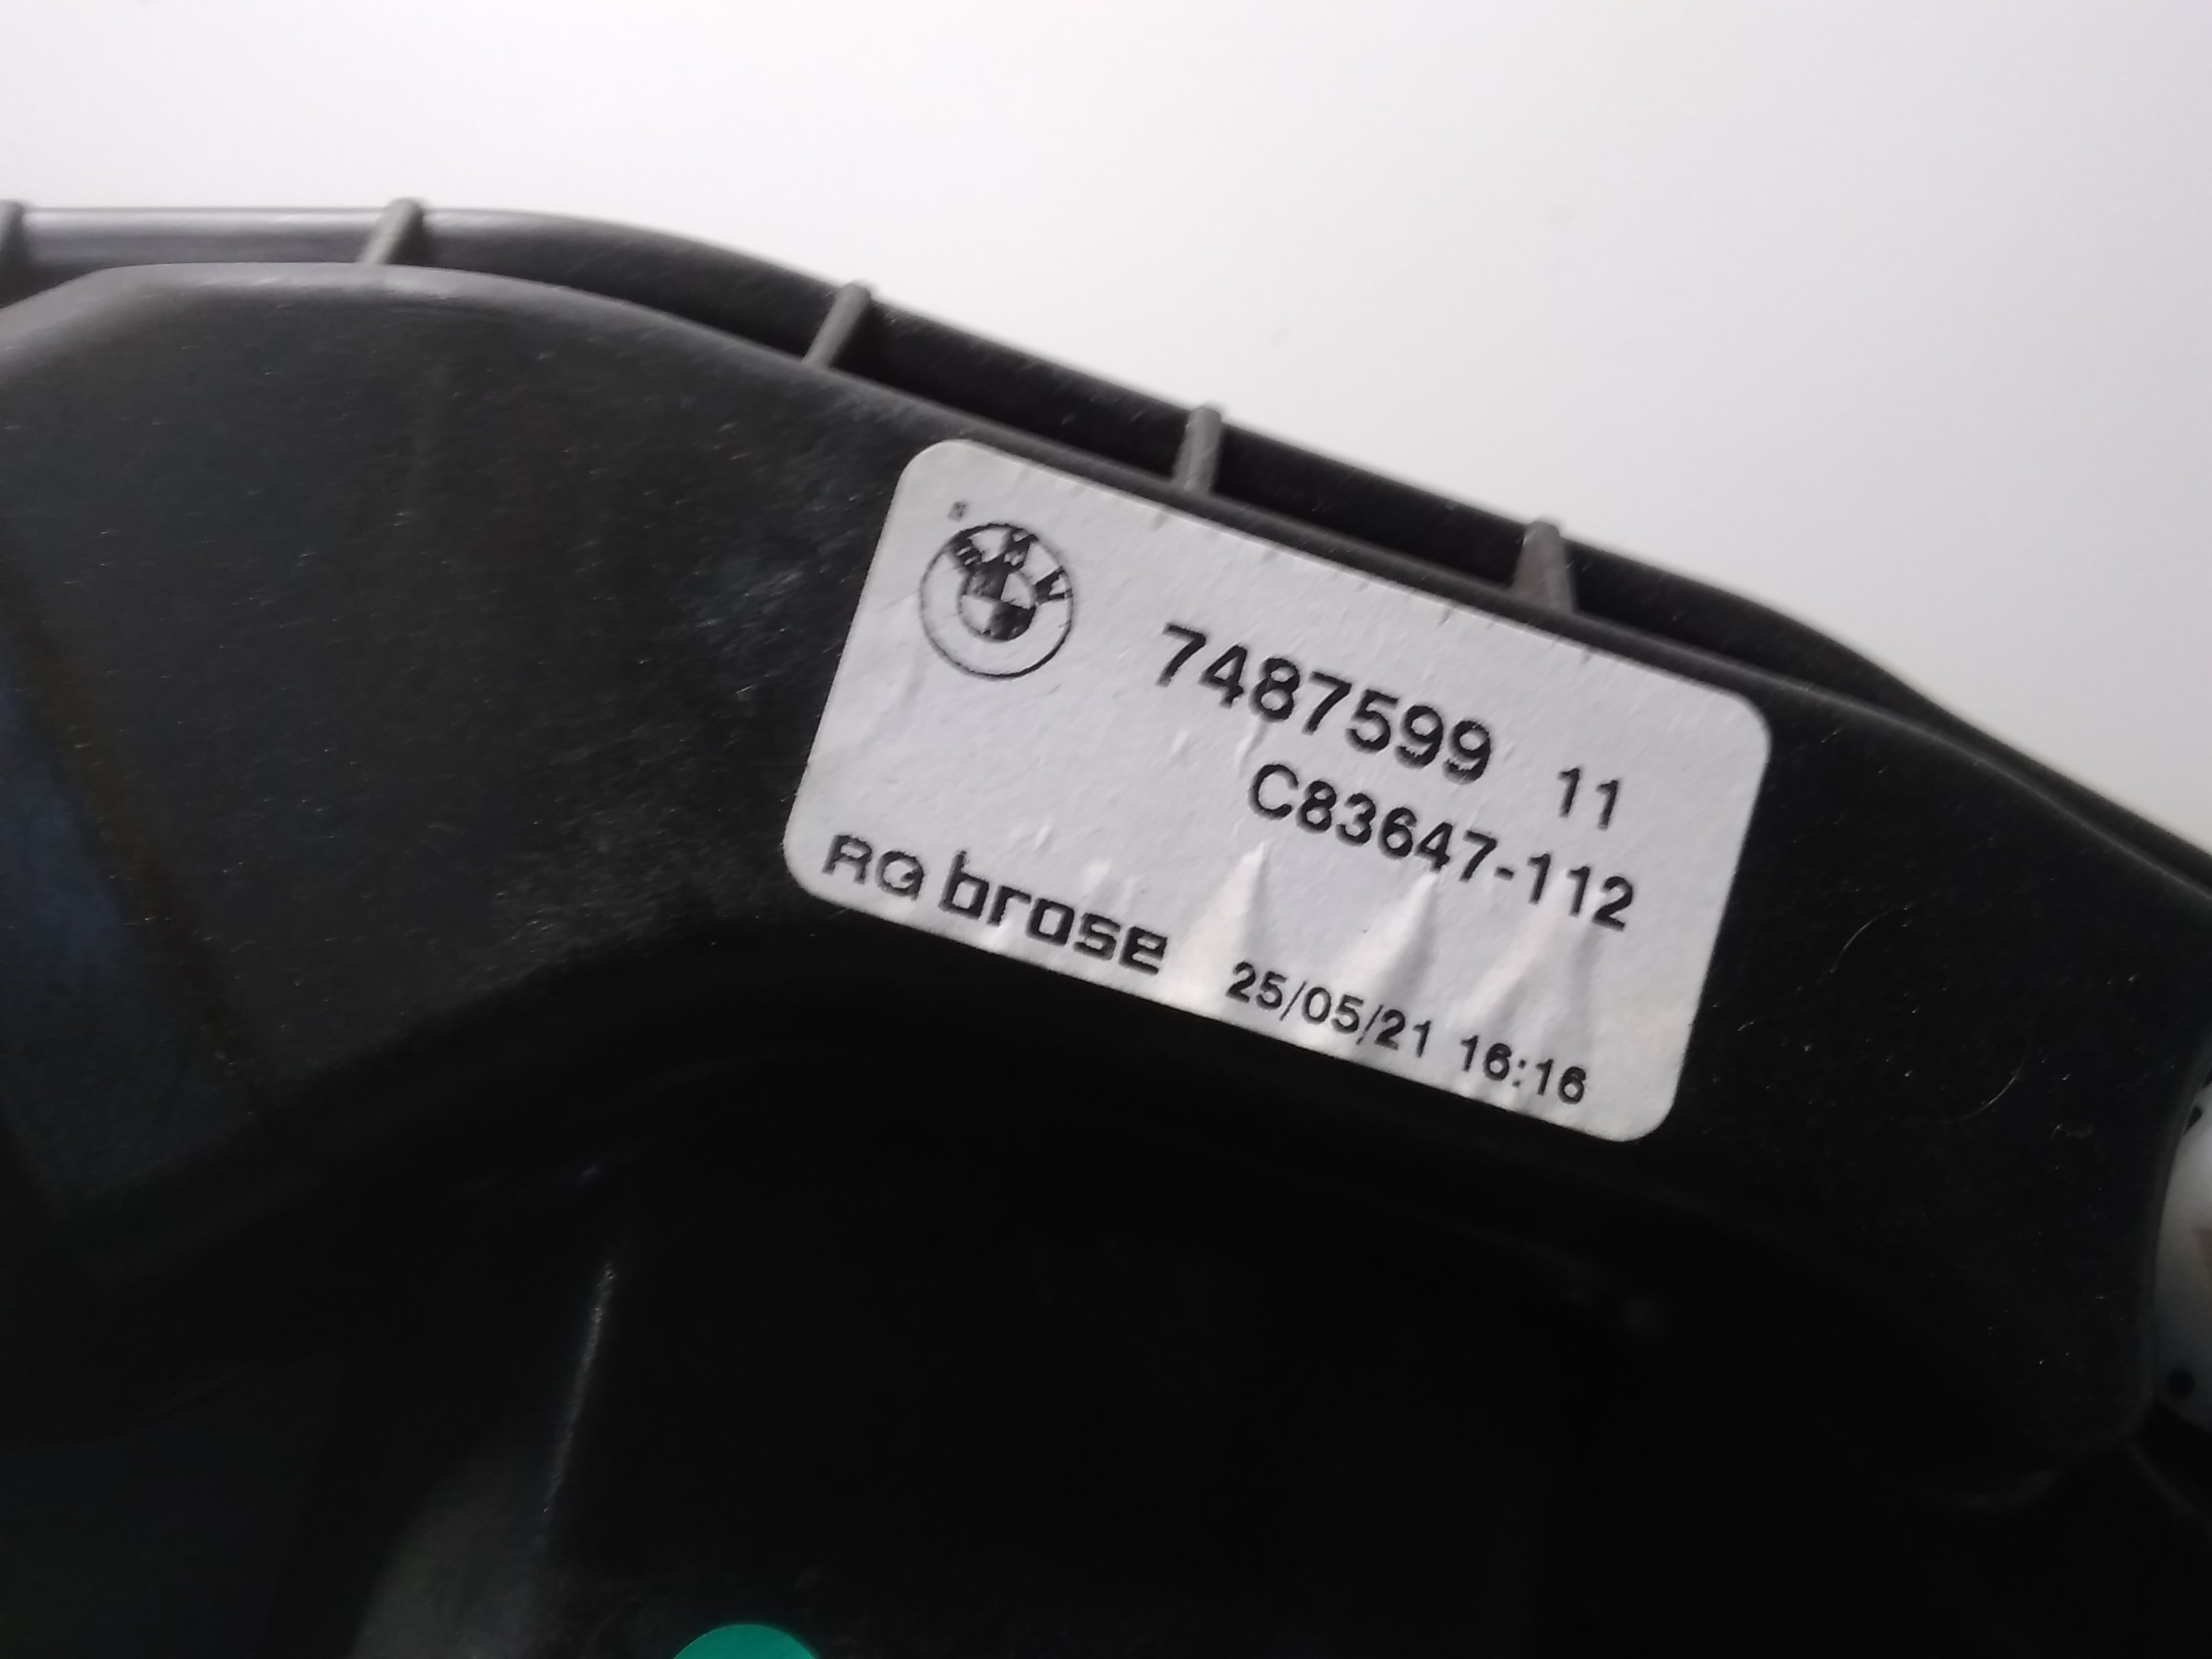 BMW
7487599 11
C83647-112
RG brose 25/05/21 16:16